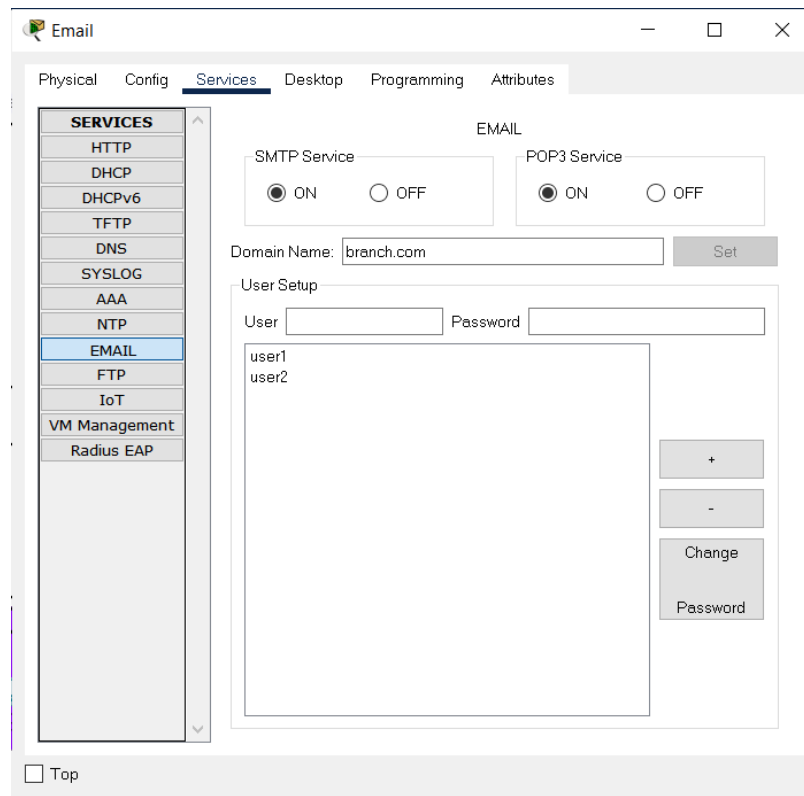 Email
Physical Config Services Desktop Programming Attributes
SERVICES
HTTP
DHCP
DHCPv6
TFTP
DNS
SYSLOG
AAA
NTP
EMAIL
FTP
IoT
VM Management
Radius EAP
EMAIL
SMTP Service
ON OFF
POP3 Service
ON OFF
Domain Name: branch.com Set
User Setup
User Password
user1
user2
+
-
Change
Password
Top